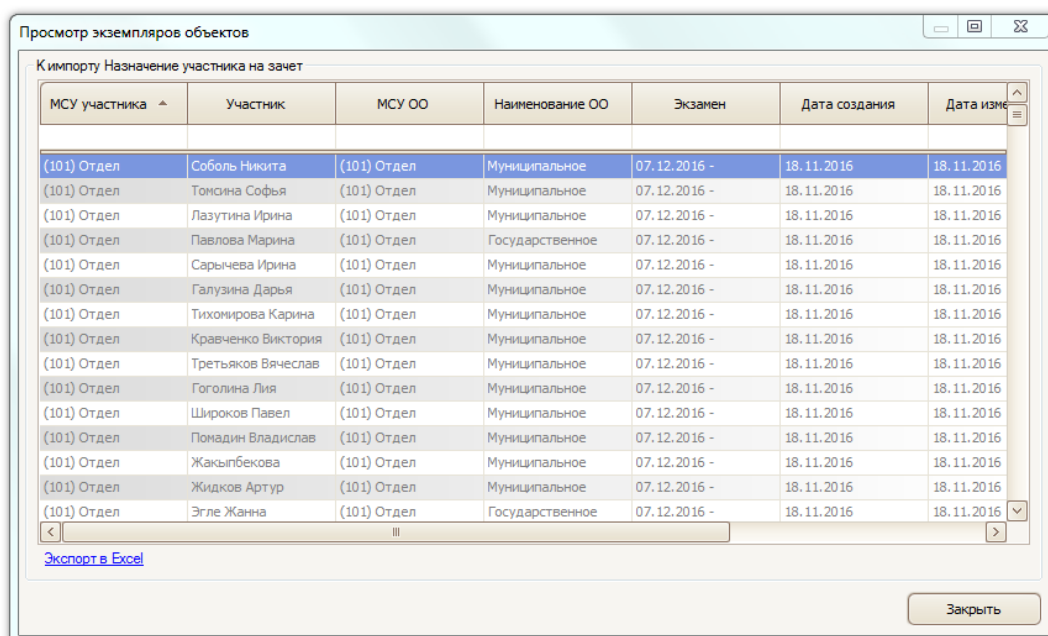 Просмотр экземпляров объектов
К импорту Назначение участника на зачет
МСУ участника Участник МСУ ОО Наименование ОО Экзамен Дата создания Дата изме
(101) Отдел Соболь Никита (101) Отдел Муниципальное 07.12.2016 - 18.11.2016 18.11.2016
(101) Отдел Томсина Софья (101) Отдел Муниципальное 07.12.2016 - 18.11.2016 18.11.2016
(101) Отдел Лазутина Ирина (101) Отдел Муниципальное 07.12.2016 - 18.11.2016 18.11.2016
(101) Отдел Павлова Марина (101) Отдел Государственное 07.12.2016 - 18.11.2016 18.11.2016
(101) Отдел Сарычева Ирина (101) Отдел Муниципальное 07.12.2016 - 18.11.2016 18.11.2016
(101) Отдел Галузина Дарья (101) Отдел Муниципальное 07.12.2016 - 18.11.2016 18.11.2016
(101) Отдел Тихомирова Карина (101) Отдел Муниципальное 07.12.2016 - 18.11.2016 18.11.2016
(101) Отдел Кравченко Виктория (101) Отдел Муниципальное 07.12.2016 - 18.11.2016 18.11.2016
(101) Отдел Третьяков Вячеслав (101) Отдел Муниципальное 07.12.2016 - 18.11.2016 18.11.2016
(101) Отдел Гоголина Лия (101) Отдел Муниципальное 07.12.2016 - 18.11.2016 18.11.2016
(101) Отдел Широков Павел (101) Отдел Муниципальное 07.12.2016 - 18.11.2016 18.11.2016
(101) Отдел Помадин Владислав (101) Отдел Муниципальное 07.12.2016 - 18.11.2016 18.11.2016
(101) Отдел Жакыпбекова (101) Отдел Муниципальное 07.12.2016 - 18.11.2016 18.11.2016
(101) Отдел Жидков Артур (101) Отдел Муниципальное 07.12.2016 - 18.11.2016 18.11.2016
(101) Отдел Эгле Жанна (101) Отдел Государственное 07.12.2016 - 18.11.2016 18.11.2016
Экспорт в Excel
Закрыть